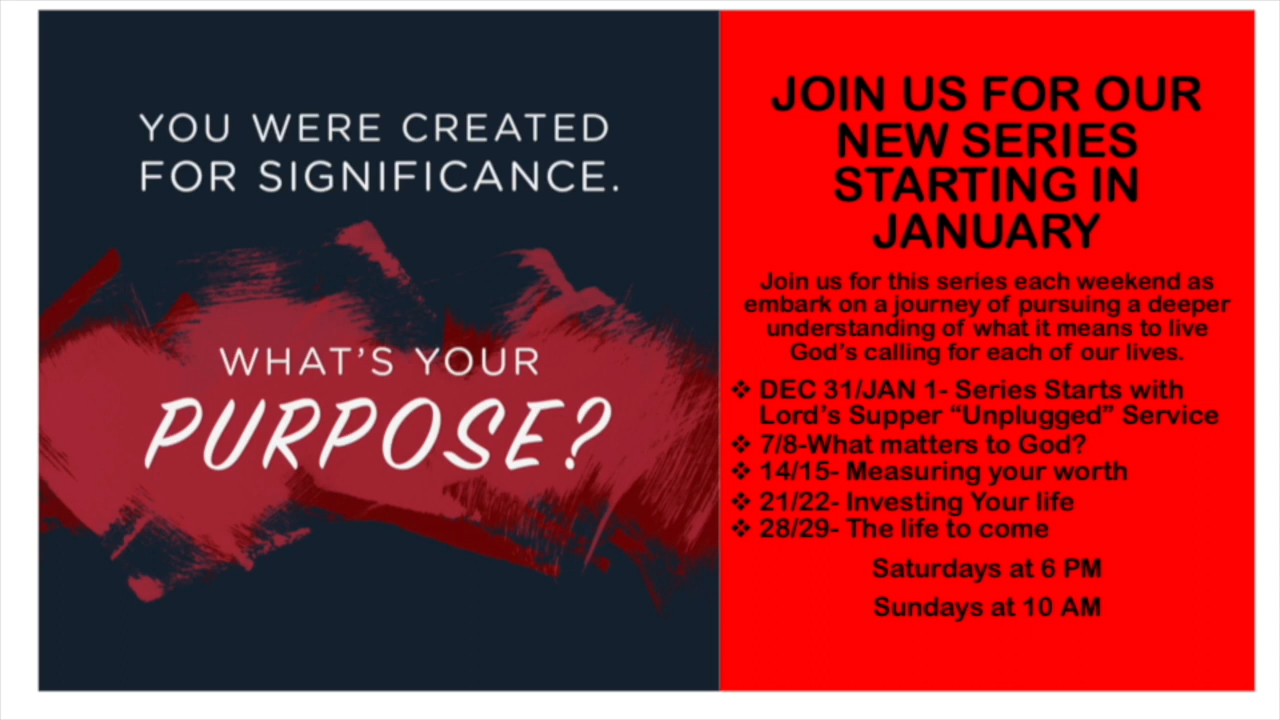 YOU WERE CREATED
FOR SIGNIFICANCE.
WHAT'S YOUR
PURPOSE?
JOIN US FOR OUR
NEW SERIES
STARTING IN
JANUARY
Join us for this series each weekend as
embark on a journey of pursuing a deeper
understanding of what it means to live
God's calling for each of our lives.
❖ DEC 31/JAN 1- Series Starts with
Lord's Supper “Unplugged” Service
❖ 7/8-What matters to God?
❖ 14/15- Measuring your worth
❖ 21/22- Investing Your life
❖ 28/29- The life to come
Saturdays at 6 PM
Sundays at 10 AM